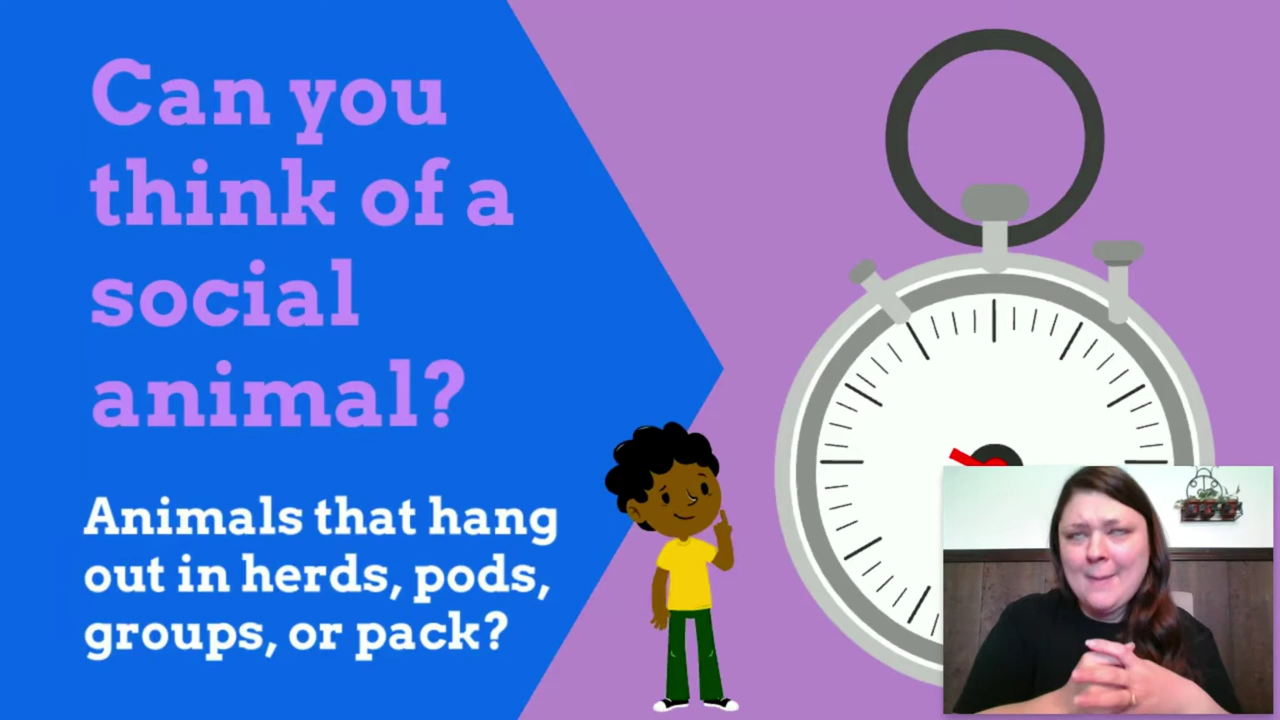 Can you
think of a
social
animal?
Animals that hang
out in herds, pods,
groups, or pack?